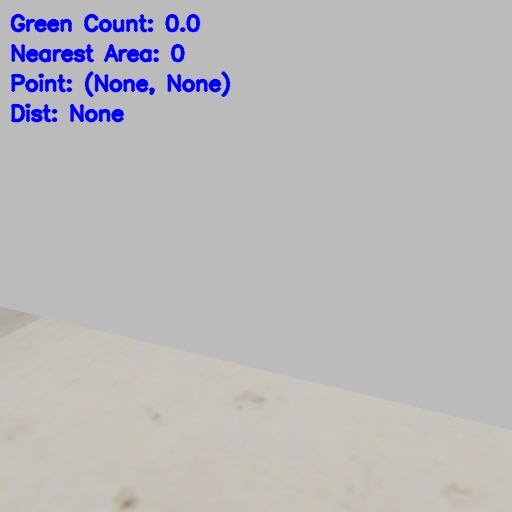 Green Count: 0.0
Nearest Area: 0
Point: (None, None)
Dist: None